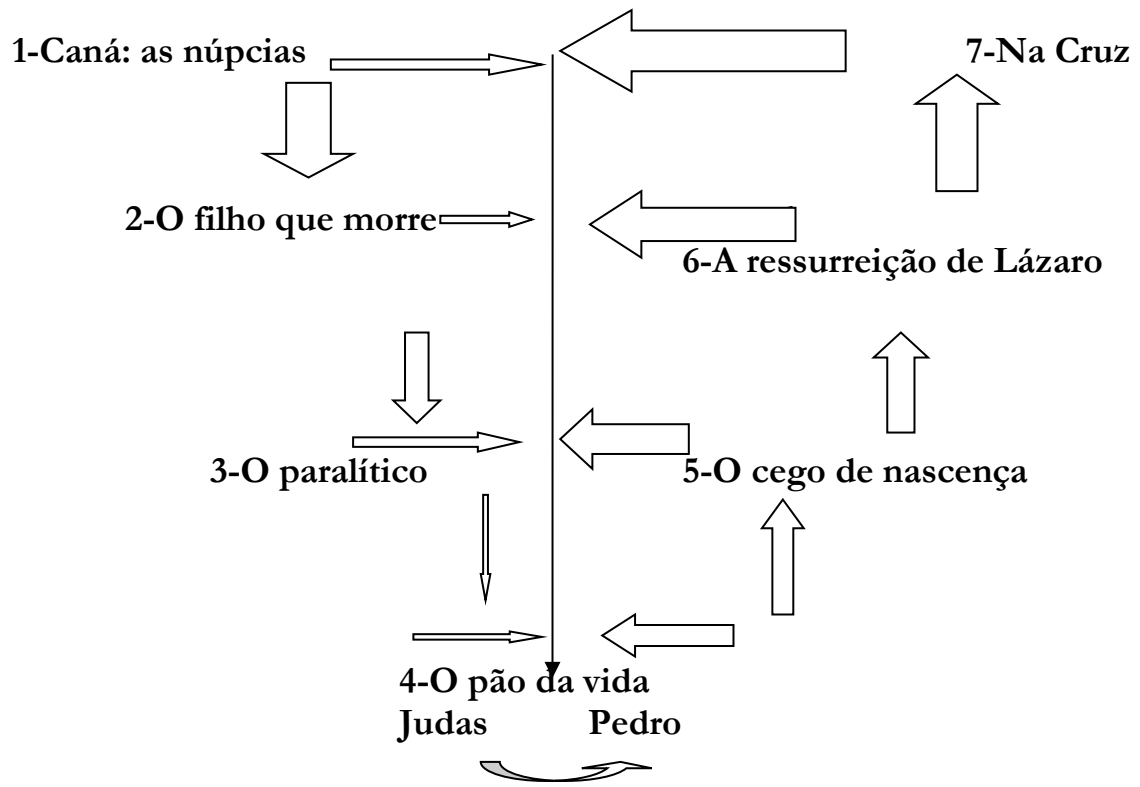 1-Caná: as núpcias
7-Na Cruz
2-O filho que morre
6-A ressurreição de Lázaro
3-O paralítico
5-O cego de nascença
4-O pão da vida
Judas Pedro